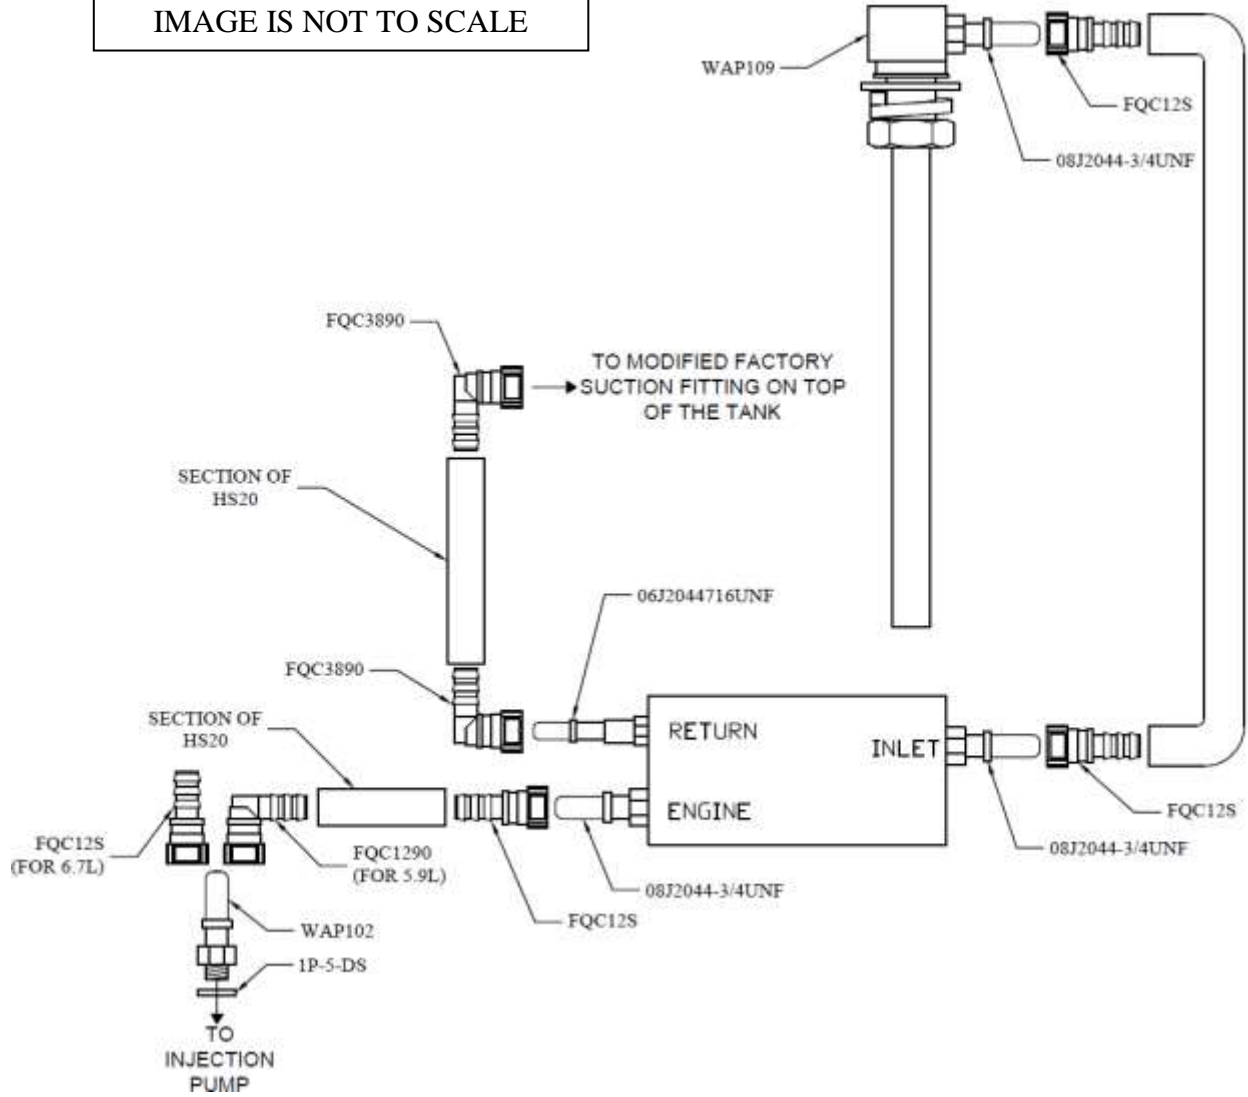 IMAGE IS NOT TO SCALE
WAP109
FQC12S
08J2044-3/4UNF
FQC3890
TO MODIFIED FACTORY
SUCTION FITTING ON TOP
OF THE TANK
SECTION OF
HS20
06J2044716UNF
FQC3890
SECTION OF
HS20
RETURN
INLET
ENGINE
FQC12S
(FOR 6.7L)
FQC1290
(FOR 5.9L)
08J2044-3/4UNF
FQC12S
FQC12S
08J2044-3/4UNF
WAP102
1P-5-DS
TO
INJECTION
PUMP